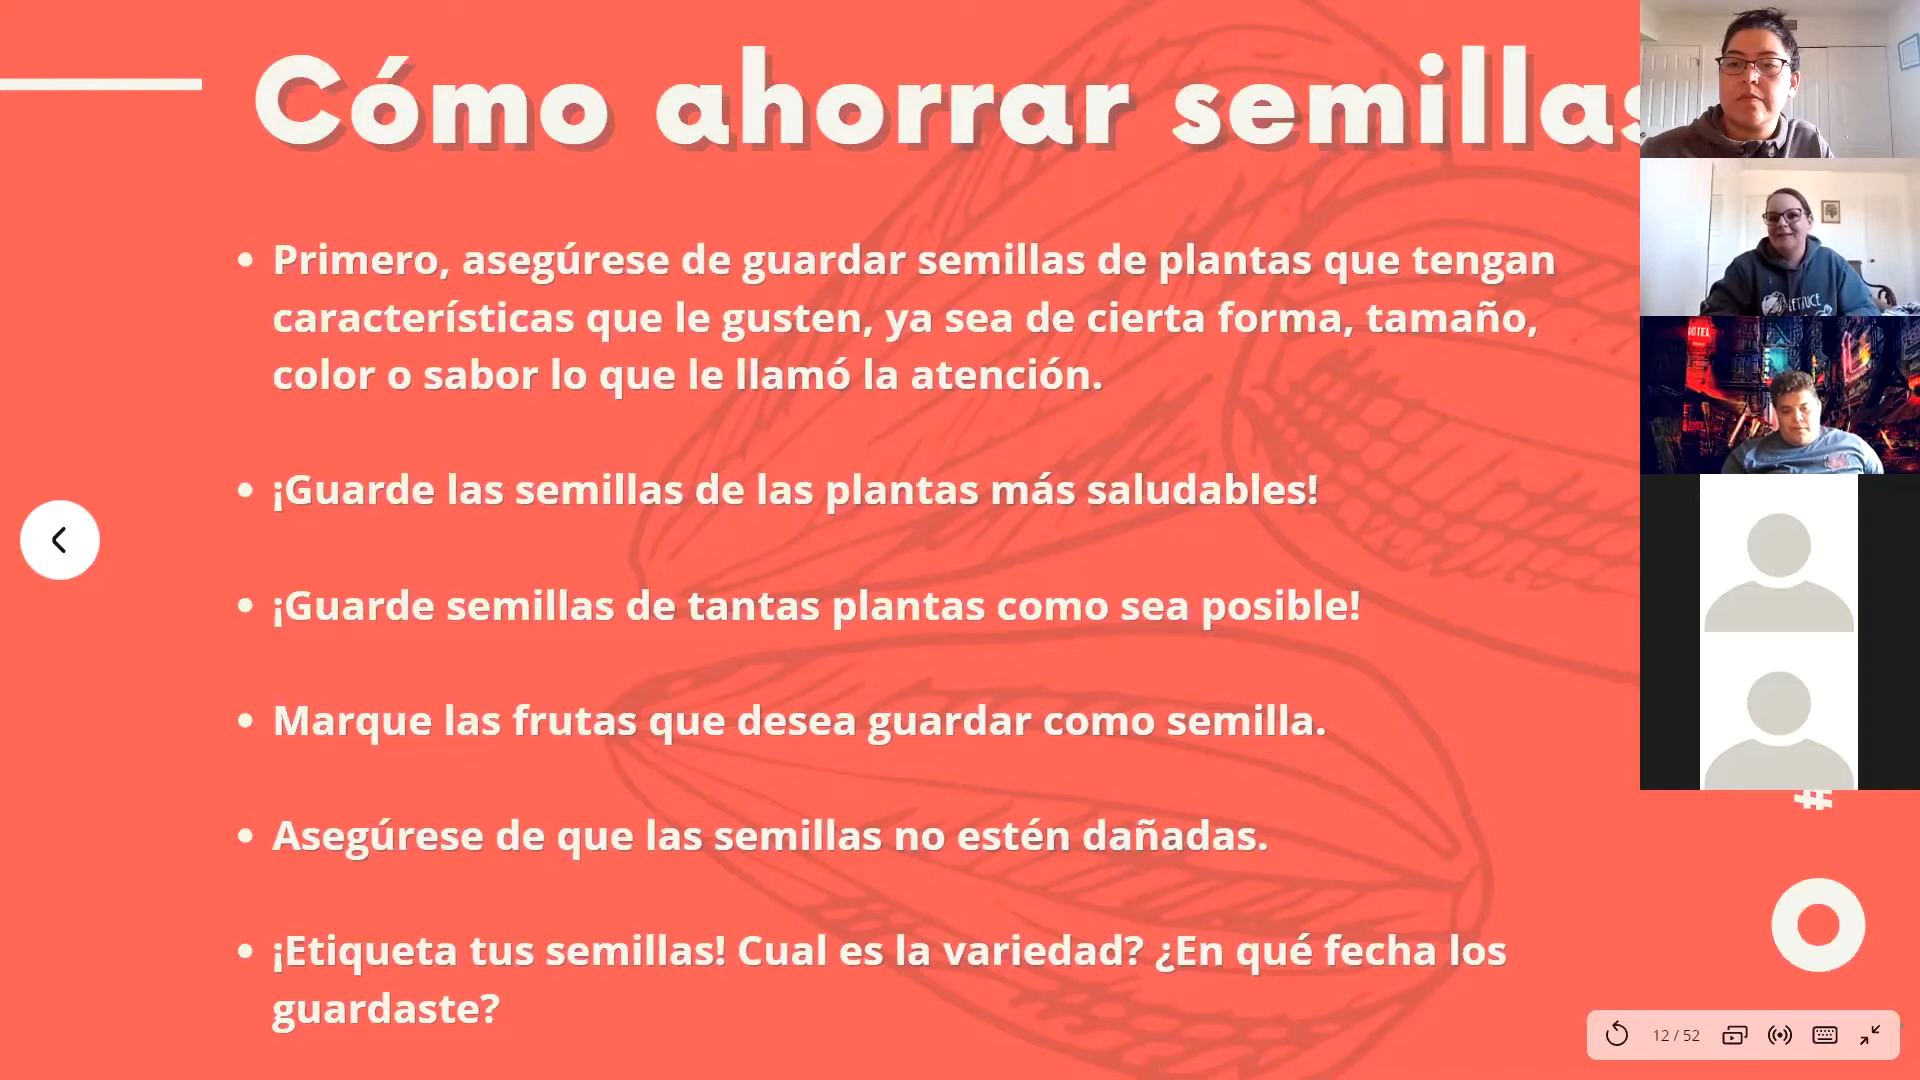 Cómo ahorrar semillas
Primero, asegúrese de guardar semillas de plantas que tengan
características que le gusten, ya sea de cierta forma, tamaño,
color o sabor lo que le llamó la atención.
¡Guarde las semillas de las plantas más saludables!
¡Guarde semillas de tantas plantas como sea posible!
Marque las frutas que desea guardar como semilla.
Asegúrese de que las semillas no estén dañadas.
¡Etiqueta tus semillas! Cual es la variedad? ¿En qué fecha los
guardaste?
LETTUCE
#
12 / 52